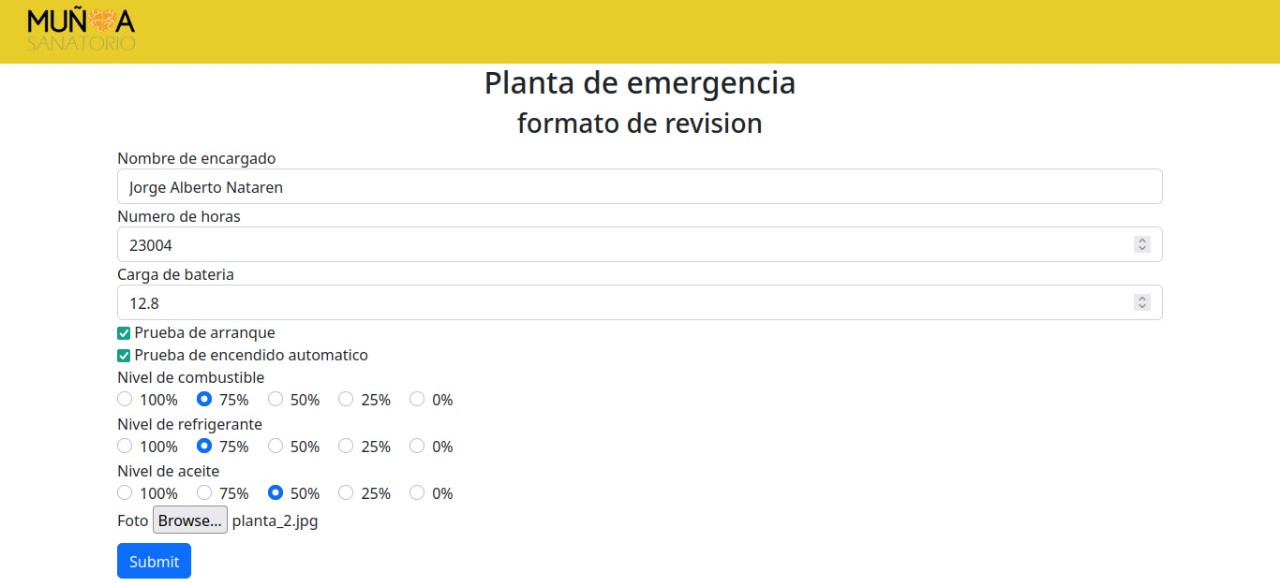 MUÑOA
SANATORIO
Planta de emergencia
formato de revision
Nombre de encargado
Jorge Alberto Nataren
Numero de horas
23004
Carga de bateria
12.8
Prueba de arranque
Prueba de encendido automatico
Nivel de combustible
100% 75% 50% 25% 0%
Nivel de refrigerante
100% 75% 50% 25% 0%
Nivel de aceite
100% 75% 50% 25% 0%
Foto Browse... planta_2.jpg
Submit